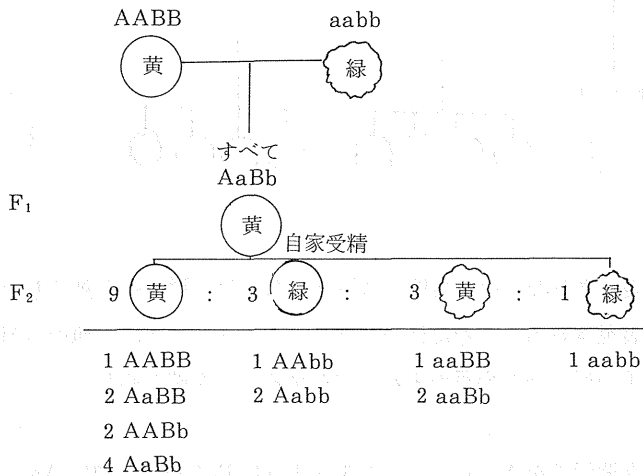 AABB aabb
黄 緑
すべて
AaBb
F₁
黄
自家受精
F₂ 9 黄 : 3 緑 : 3 黄 : 1 緑
1 AABB 1 AAbb 1 aaBB 1 aabb
2 AaBB 2 Aabb 2 aaBb
2 AABb
4 AaBb